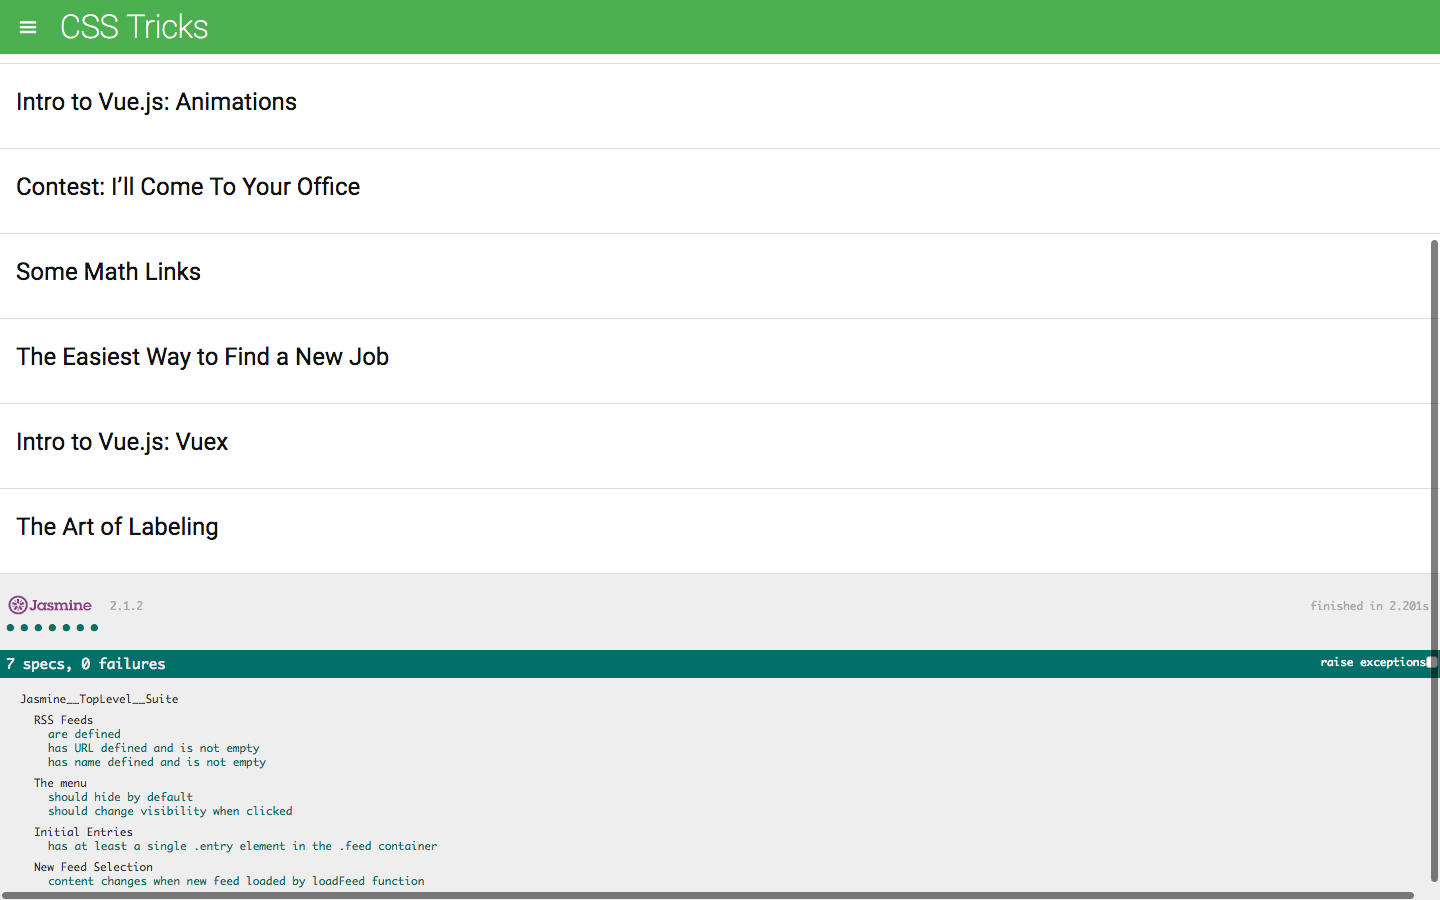 CSS Tricks
Intro to Vue.js: Animations
Contest: I’ll Come To Your Office
Some Math Links
The Easiest Way to Find a New Job
Intro to Vue.js: Vuex
The Art of Labeling
Jasmine 2.1.2 finished in 2.201s
7 specs, 0 failures raise exceptions
Jasmine__TopLevel__Suite
RSS Feeds
are defined
has URL defined and is not empty
has name defined and is not empty
The menu
should hide by default
should change visibility when clicked
Initial Entries
has at least a single .entry element in the .feed container
New Feed Selection
content changes when new feed loaded by loadFeed function